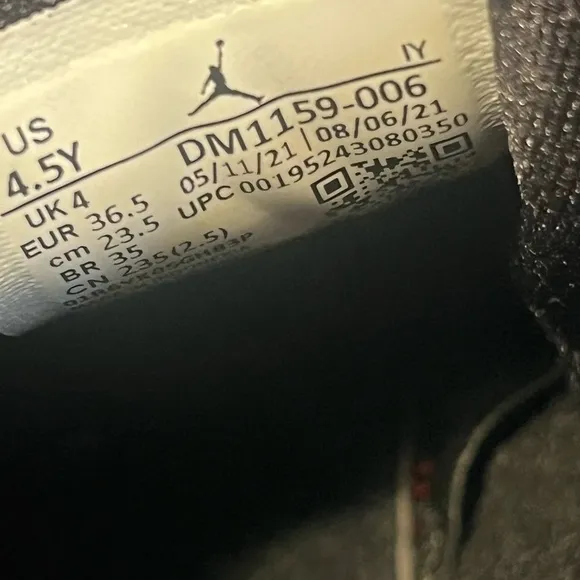 IY
US
4.5Y
DM1159-006
05/11/21 | 08/06/21
UPC 00195243080350
UK 4
EUR 36.5
cm 23.5
BR 35
CN 235(2.5)